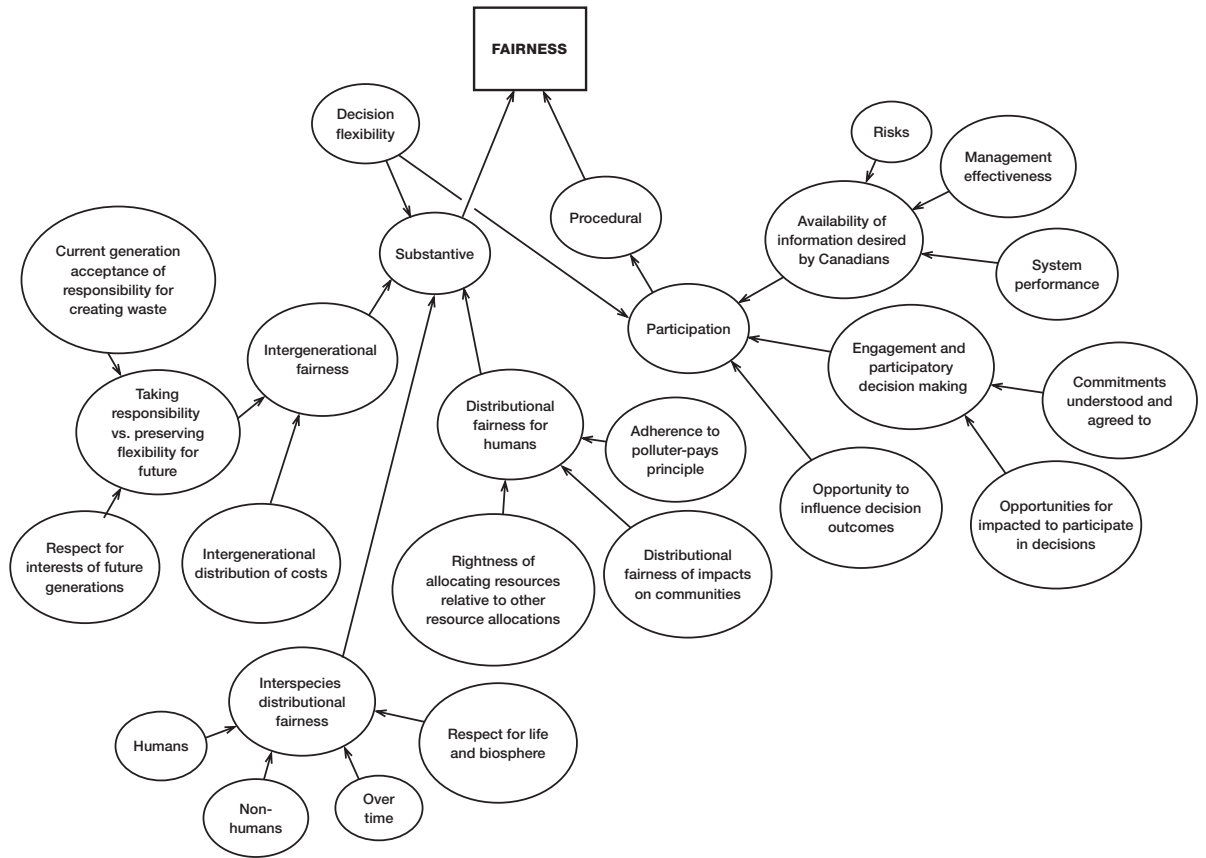 FAIRNESS
Decision
flexibility
Risks
Management
effectiveness
Procedural
Availability of
information desired
by Canadians
Substantive
System
performance
Current generation
acceptance of
responsibility for
creating waste
Participation
Intergenerational
fairness
Engagement and
participatory
decision making
Commitments
understood and
agreed to
Taking
responsibility
vs. preserving
flexibility for
future
Distributional
fairness for
humans
Adherence to
polluter-pays
principle
Opportunity to
influence decision
outcomes
Opportunities for
impacted to participate
in decisions
Respect for
interests of future
generations
Intergenerational
distribution of costs
Rightness of
allocating resources
relative to other
resource allocations
Distributional
fairness of impacts
on communities
Interspecies
distributional
fairness
Respect for life
and biosphere
Humans
Non-
humans
Over
time